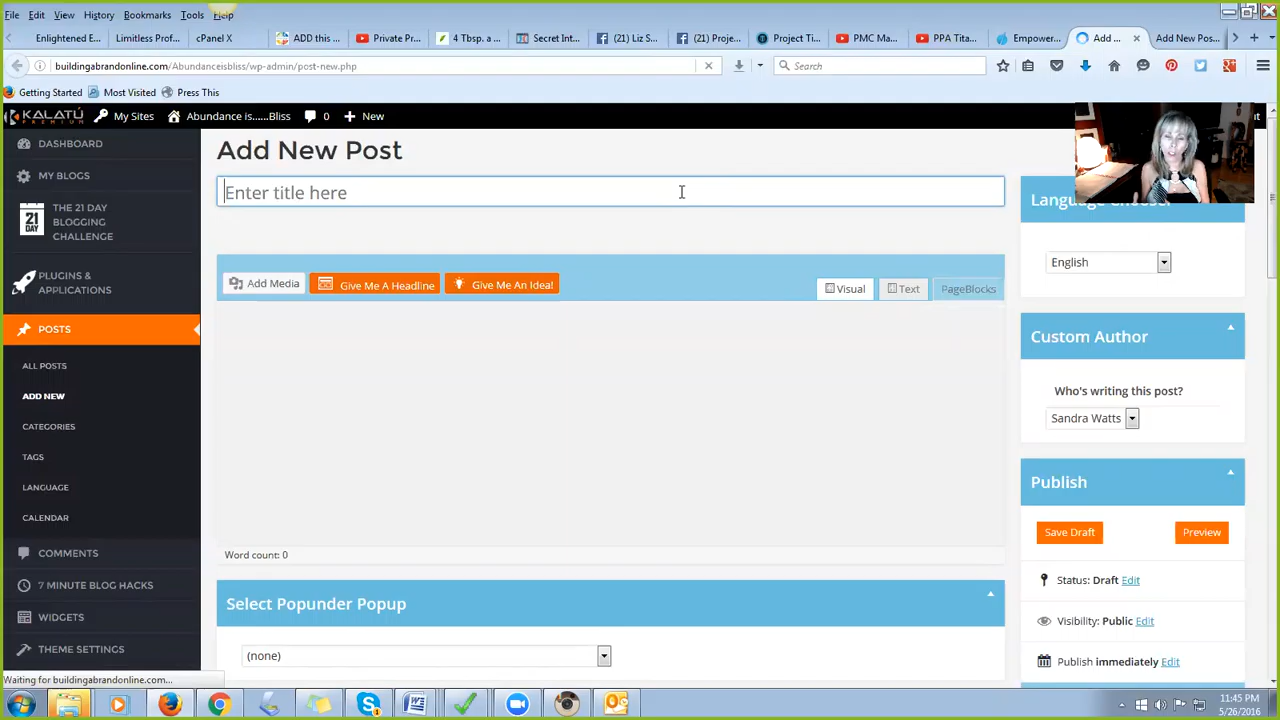 File Edit View History Bookmarks Tools Help
Enlightened E... Limitless Prof... cPanel X ADD this ... Private Pr... 4 Tbsp. a ... Secret Int... (21) Liz S... (21) Proje... Project Ti... PMC Ma... PPA Tita... Empower... Add ... Add New Pos...
buildingabrandonline.com/Abundanceisbliss/wp-admin/post-new.php Search
Getting Started Most Visited Press This
KALATÚ PREMIUM My Sites Abundance is......Bliss 0 New
DASHBOARD
MY BLOGS
21 DAY THE 21 DAY BLOGGING CHALLENGE
PLUGINS & APPLICATIONS
POSTS
ALL POSTS
ADD NEW
CATEGORIES
TAGS
LANGUAGE
CALENDAR
COMMENTS
7 MINUTE BLOG HACKS
WIDGETS
THEME SETTINGS
Add New Post
Enter title here
Add Media Give Me A Headline Give Me An Idea! Visual Text PageBlocks
Word count: 0
Select Popunder Popup
(none)
Language Chooser
English
Custom Author
Who's writing this post?
Sandra Watts
Publish
Save Draft Preview
Status: Draft Edit
Visibility: Public Edit
Publish immediately Edit
Waiting for buildingabrandonline.com...
11:45 PM
5/26/2016